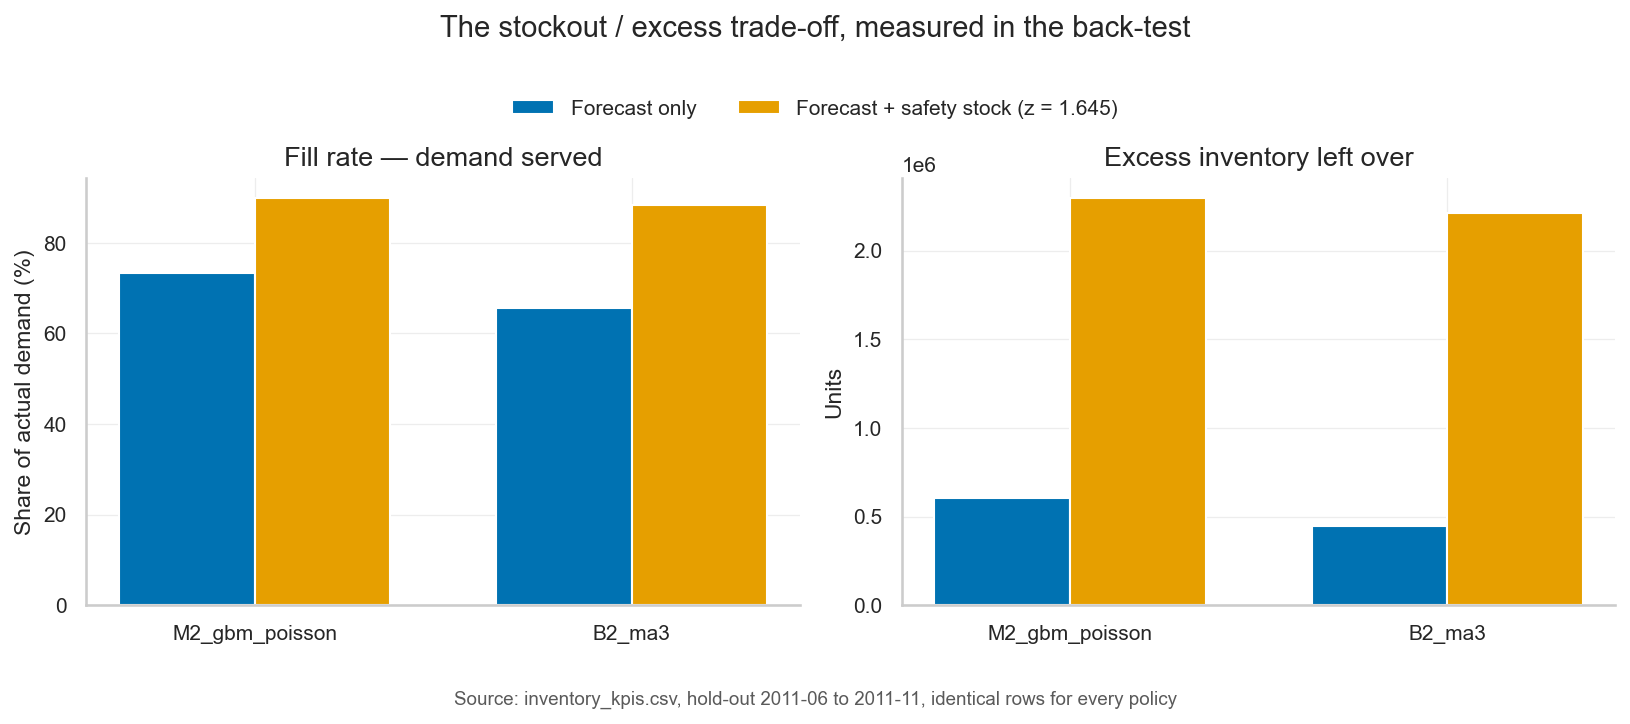 The stockout / excess trade-off, measured in the back-test
Forecast only
Forecast + safety stock (z = 1.645)
Fill rate — demand served
Share of actual demand (%)
80
60
40
20
0
M2_gbm_poisson
B2_ma3
Excess inventory left over
1e6
Units
2.0
1.5
1.0
0.5
0.0
M2_gbm_poisson
B2_ma3
Source: inventory_kpis.csv, hold-out 2011-06 to 2011-11, identical rows for every policy